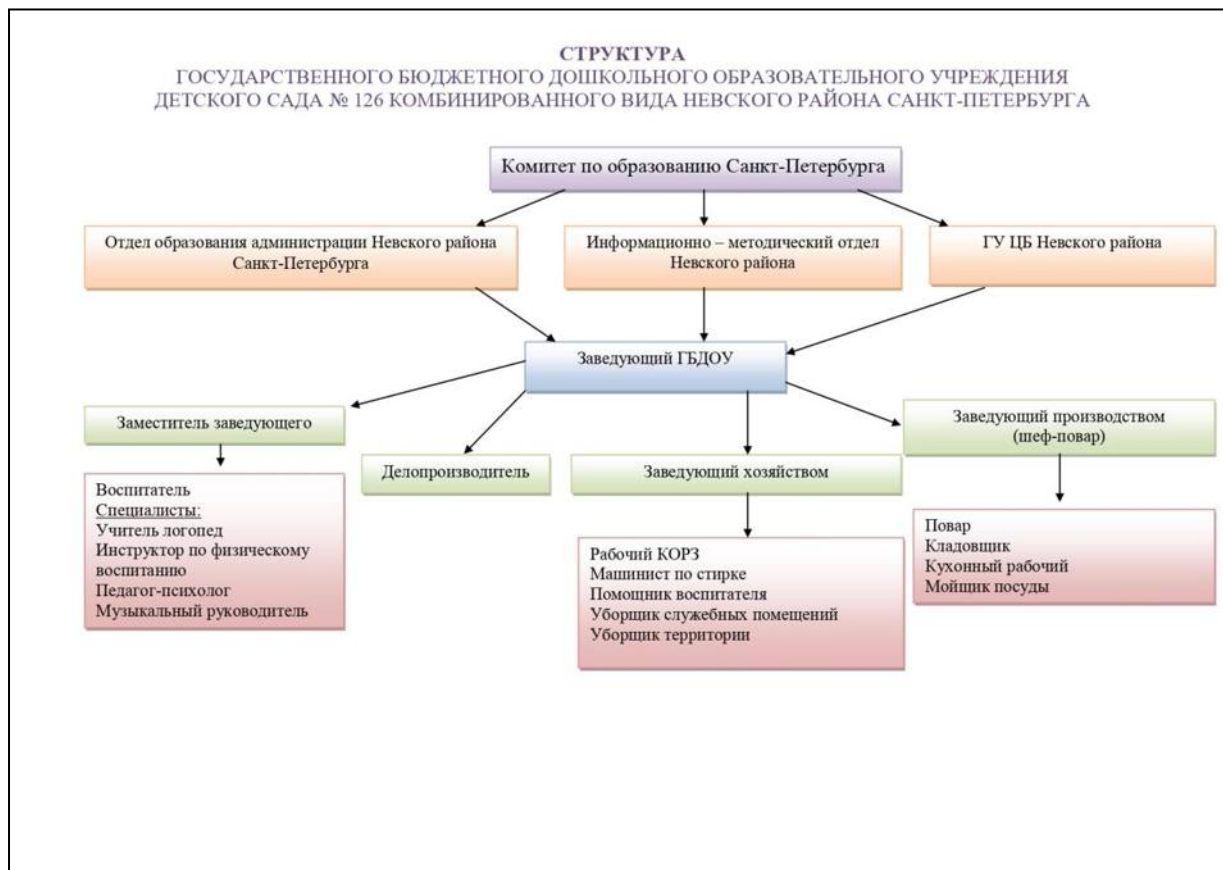 СТРУКТУРА
ГОСУДАРСТВЕННОГО БЮДЖЕТНОГО ДОШКОЛЬНОГО ОБРАЗОВАТЕЛЬНОГО УЧРЕЖДЕНИЯ
ДЕТСКОГО САДА № 126 КОМБИНИРОВАННОГО ВИДА НЕВСКОГО РАЙОНА САНКТ-ПЕТЕРБУРГА
Комитет по образованию Санкт-Петербурга
Отдел образования администрации Невского района
Санкт-Петербурга
Информационно – методический отдел
Невского района
ГУ ЦБ Невского района
Заведующий ГБДОУ
Заместитель заведующего
Делопроизводитель
Заведующий хозяйством
Заведующий производством
(шеф-повар)
Воспитатель
Специалисты:
Учитель логопед
Инструктор по физическому
воспитанию
Педагог-психолог
Музыкальный руководитель
Рабочий КОРЗ
Машинист по стирке
Помощник воспитателя
Уборщик служебных помещений
Уборщик территории
Повар
Кладовщик
Кухонный рабочий
Мойщик посуды